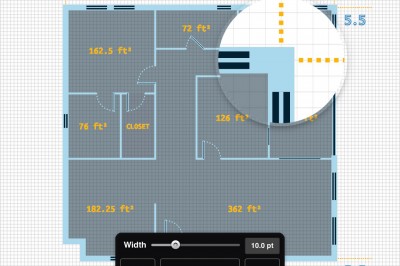 5.5
72 ft²
162.5 ft²
126 ft²
76 ft²
CLOSET
182.25 ft²
362 ft²
Width
10.0 pt